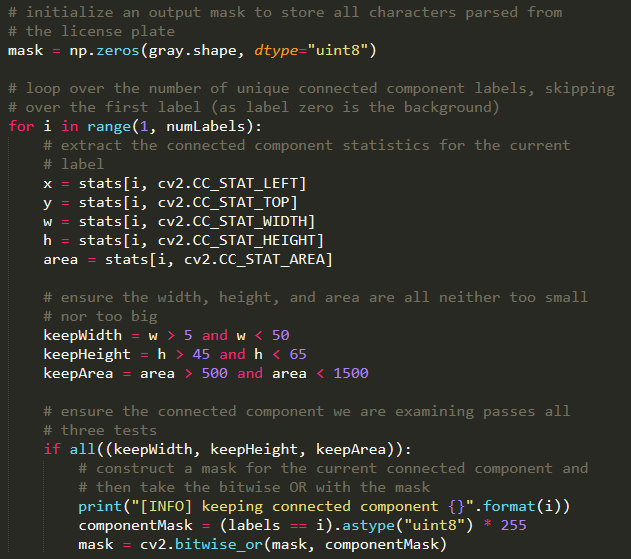 # initialize an output mask to store all characters parsed from
# the license plate
mask = np.zeros(gray.shape, dtype="uint8")

# loop over the number of unique connected component labels, skipping
# over the first label (as label zero is the background)
for i in range(1, numLabels):
    # extract the connected component statistics for the current
    # label
    x = stats[i, cv2.CC_STAT_LEFT]
    y = stats[i, cv2.CC_STAT_TOP]
    w = stats[i, cv2.CC_STAT_WIDTH]
    h = stats[i, cv2.CC_STAT_HEIGHT]
    area = stats[i, cv2.CC_STAT_AREA]

    # ensure the width, height, and area are all neither too small
    # nor too big
    keepWidth = w > 5 and w < 50
    keepHeight = h > 45 and h < 65
    keepArea = area > 500 and area < 1500

    # ensure the connected component we are examining passes all
    # three tests
    if all((keepWidth, keepHeight, keepArea)):
        # construct a mask for the current connected component and
        # then take the bitwise OR with the mask
        print("[INFO] keeping connected component {}".format(i))
        componentMask = (labels == i).astype("uint8") * 255
        mask = cv2.bitwise_or(mask, componentMask)